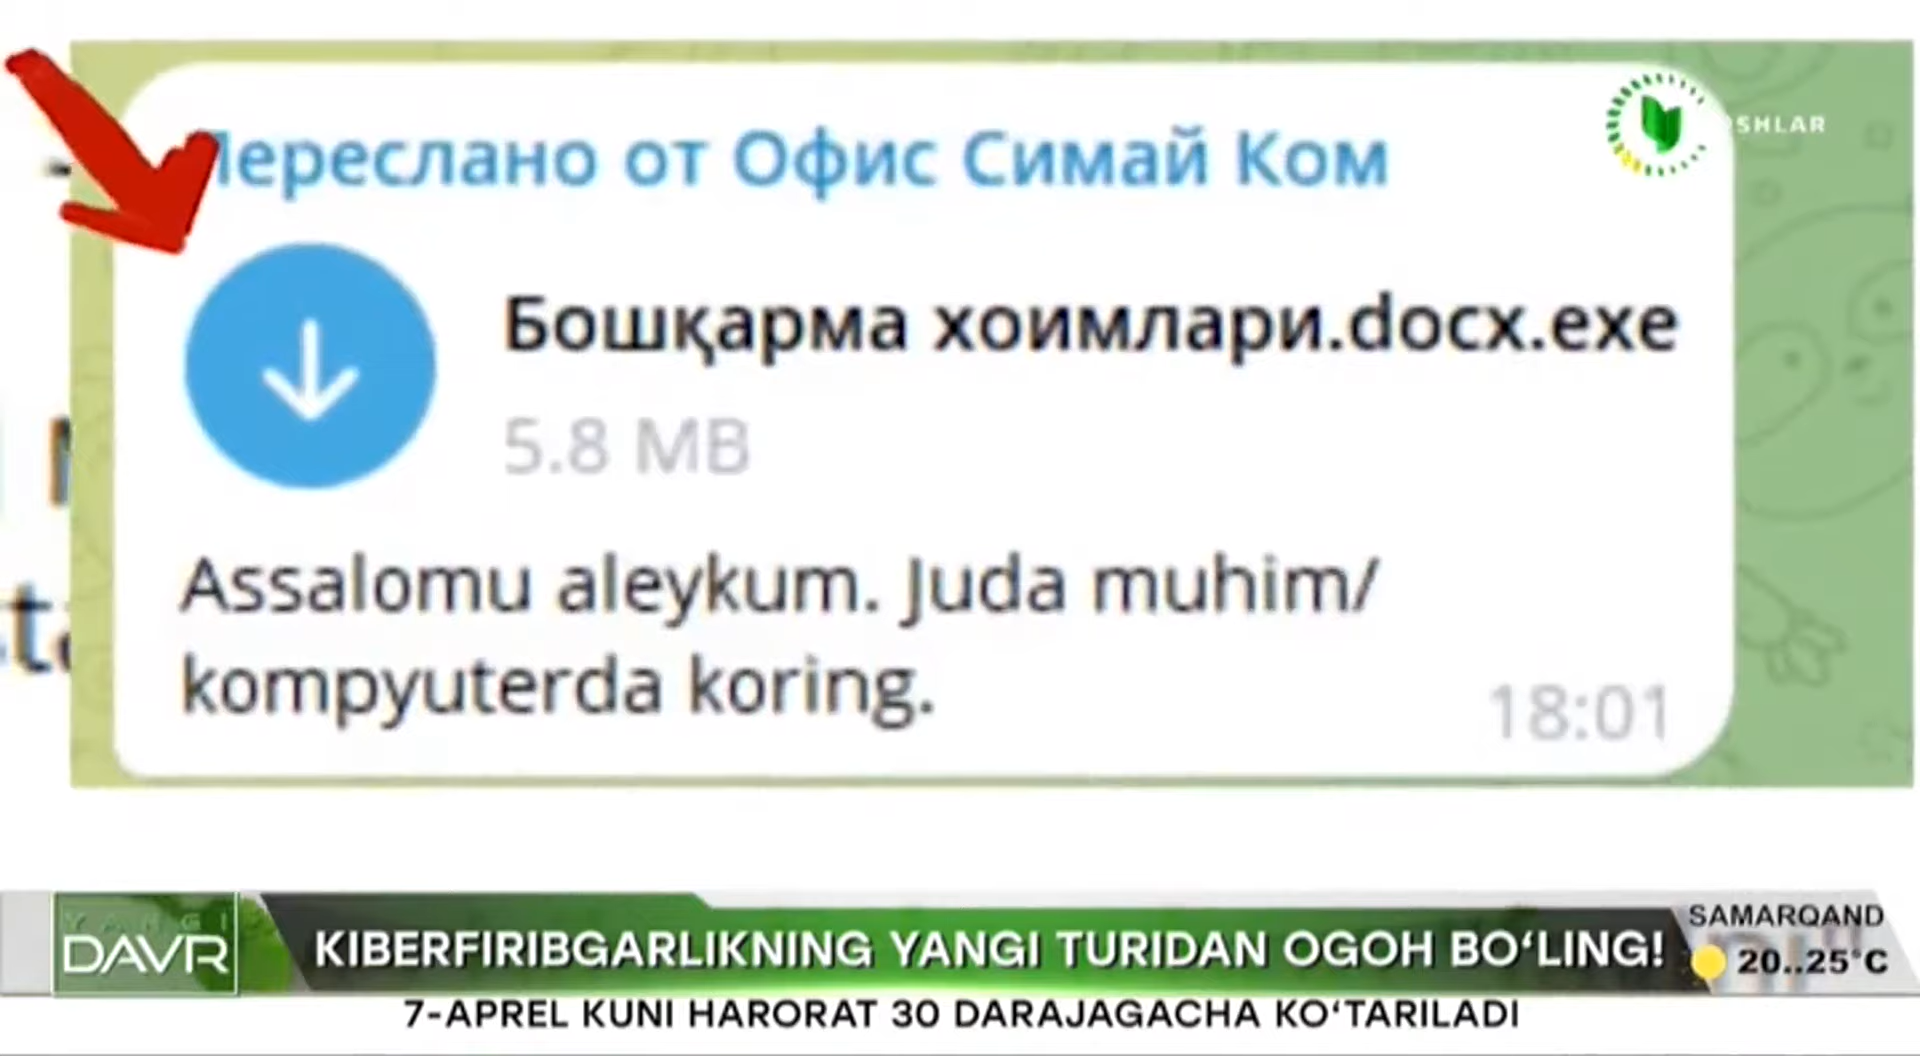 Переслано от Офис Симай Ком
SHLAR
Бошқарма хоимлари.docx.exe
5.8 MB
Assalomu aleykum. Juda muhim/
kompyuterda koring.
18:01
YANGI
DAVR
KIBERFIRIBGARLIKNING YANGI TURIDAN OGOH BO‘LING!
SAMARQAND
20..25°C
7-APREL KUNI HARORAT 30 DARAJAGACHA KO‘TARILADI